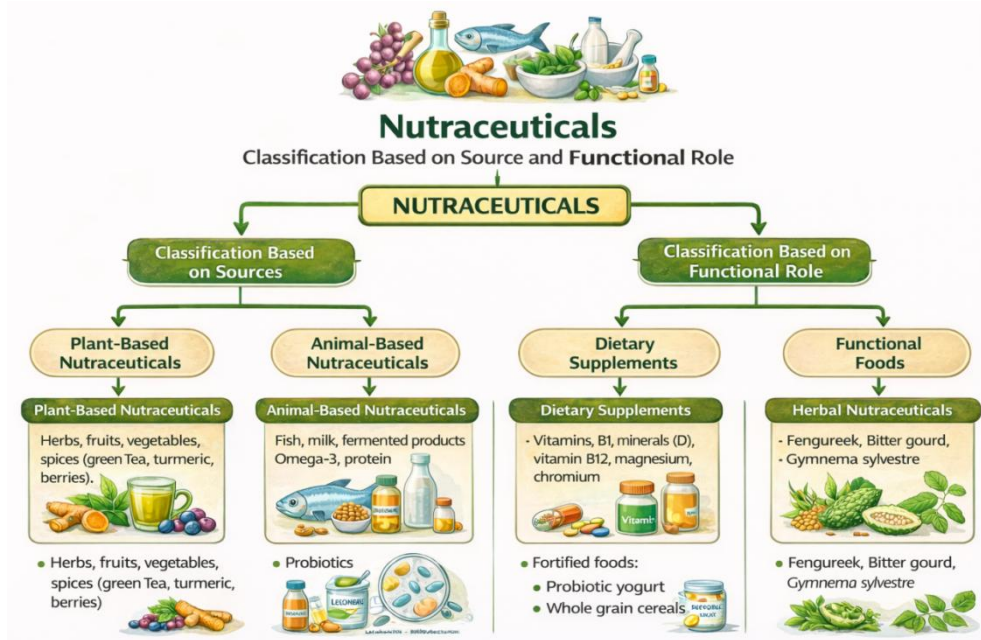 Nutraceuticals
Classification Based on Source and Functional Role
NUTRACEUTICALS
Classification Based
on Sources
Classification Based on
Functional Role
Plant-Based
Nutraceuticals
Animal-Based
Nutraceuticals
Dietary
Supplements
Functional
Foods
Plant-Based Nutraceuticals
Herbs, fruits, vegetables,
spices (green Tea, turmeric,
berries).
Animal-Based Nutraceuticals
Fish, milk, fermented products
Omega-3, protein
Dietary Supplements
- Vitamins, B1, minerals (D),
vitamin B12, magnesium,
chromium
Vitamin
Herbal Nutraceuticals
- Fengureek, Bitter gourd,
- Gymnema sylvestre
• Herbs, fruits, vegetables,
spices (green Tea, turmeric,
berries)
• Probiotics
• Fortified foods:
• Probiotic yogurt
• Whole grain cereals
• Fengureek, Bitter gourd,
Gymnema sylvestre